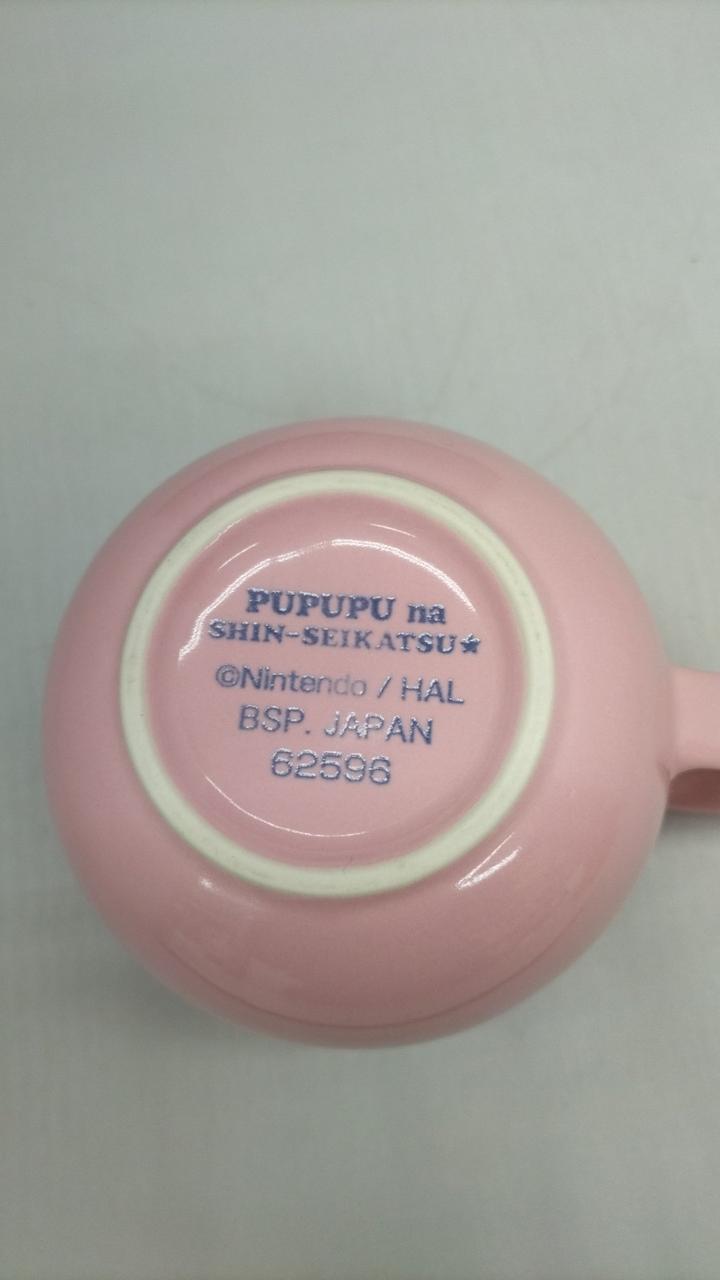 PUPUPU na
SHIN-SEIKATSU★
©Nintendo / HAL
BSP. JAPAN
62596